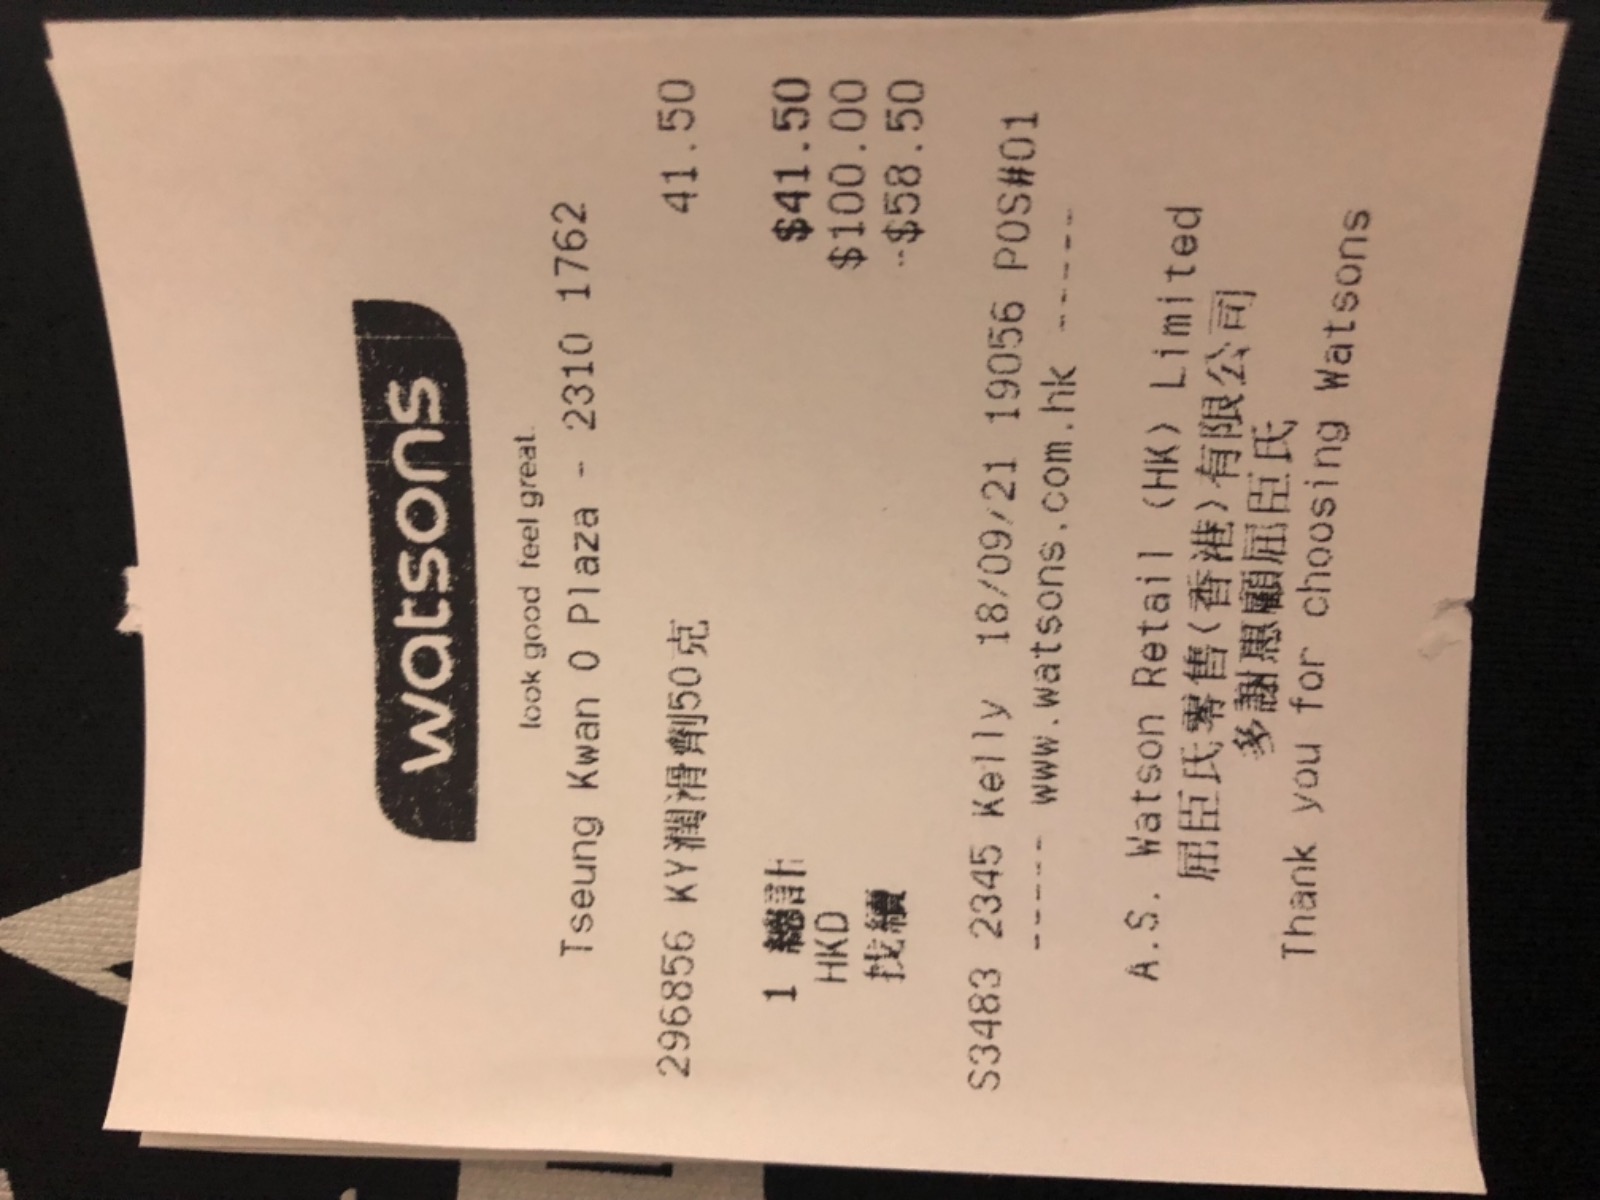 watsons
look good feel great.
Tseung Kwan O Plaza - 2310 1762
296856 KY潤滑劑50克 41.50
1 總計 $41.50
HKD $100.00
找續 -$58.50
S3483 2345 Kelly 18/09/21 19056 POS#01
----- www.watsons.com.hk -----
A.S. Watson Retail (HK) Limited
屈臣氏零售(香港)有限公司
多謝惠顧屈臣氏
Thank you for choosing Watsons